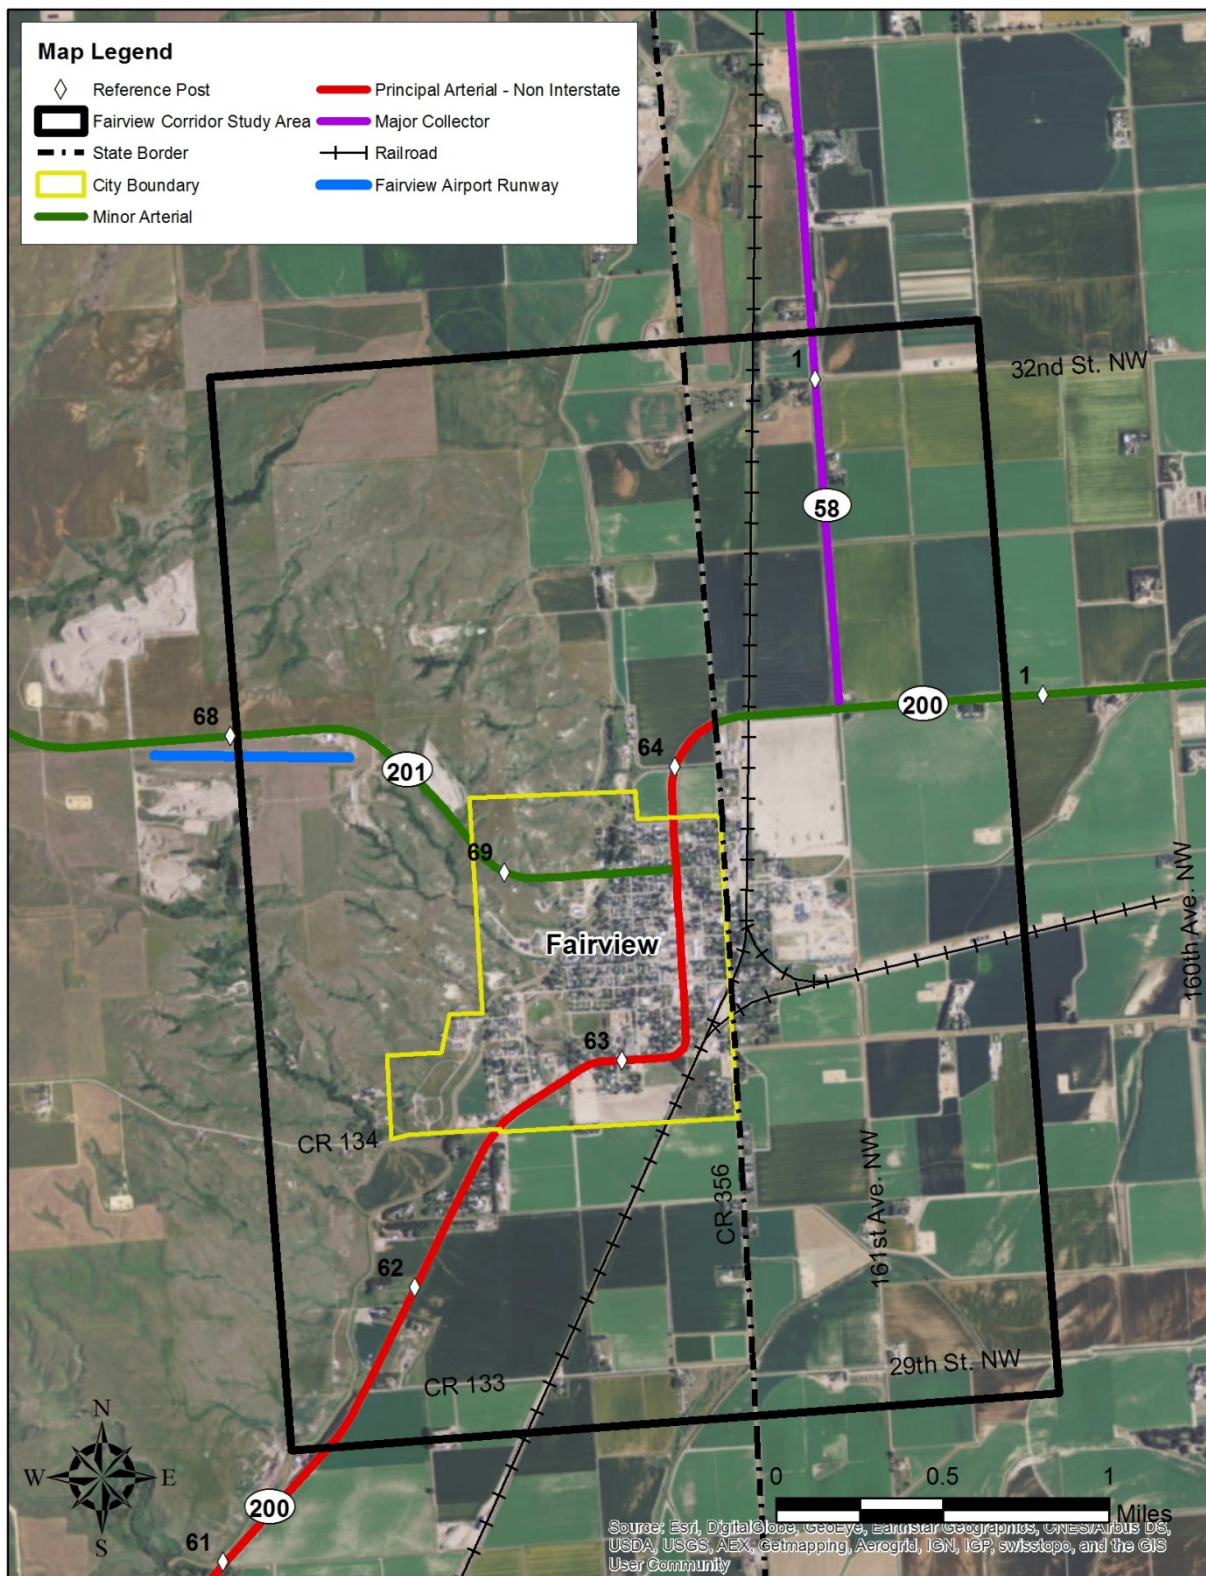 Map Legend
Reference Post
Principal Arterial - Non Interstate
Fairview Corridor Study Area
Major Collector
State Border
Railroad
City Boundary
Fairview Airport Runway
Minor Arterial
32nd St. NW
1
58
1
200
68
64
201
69
160th Ave. NW
Fairview
63
CR 134
161st Ave. NW
CR 356
62
29th St. NW
CR 133
N
W E
S
0 0.5 1
Miles
200
61
Source: Esri, DigitalGlobe, GeoEye, Earthstar Geographics, CNES/Airbus DS,
USDA, USGS, AEX, Getmapping, Aerogrid, IGN, IGP, swisstopo, and the GIS
User Community